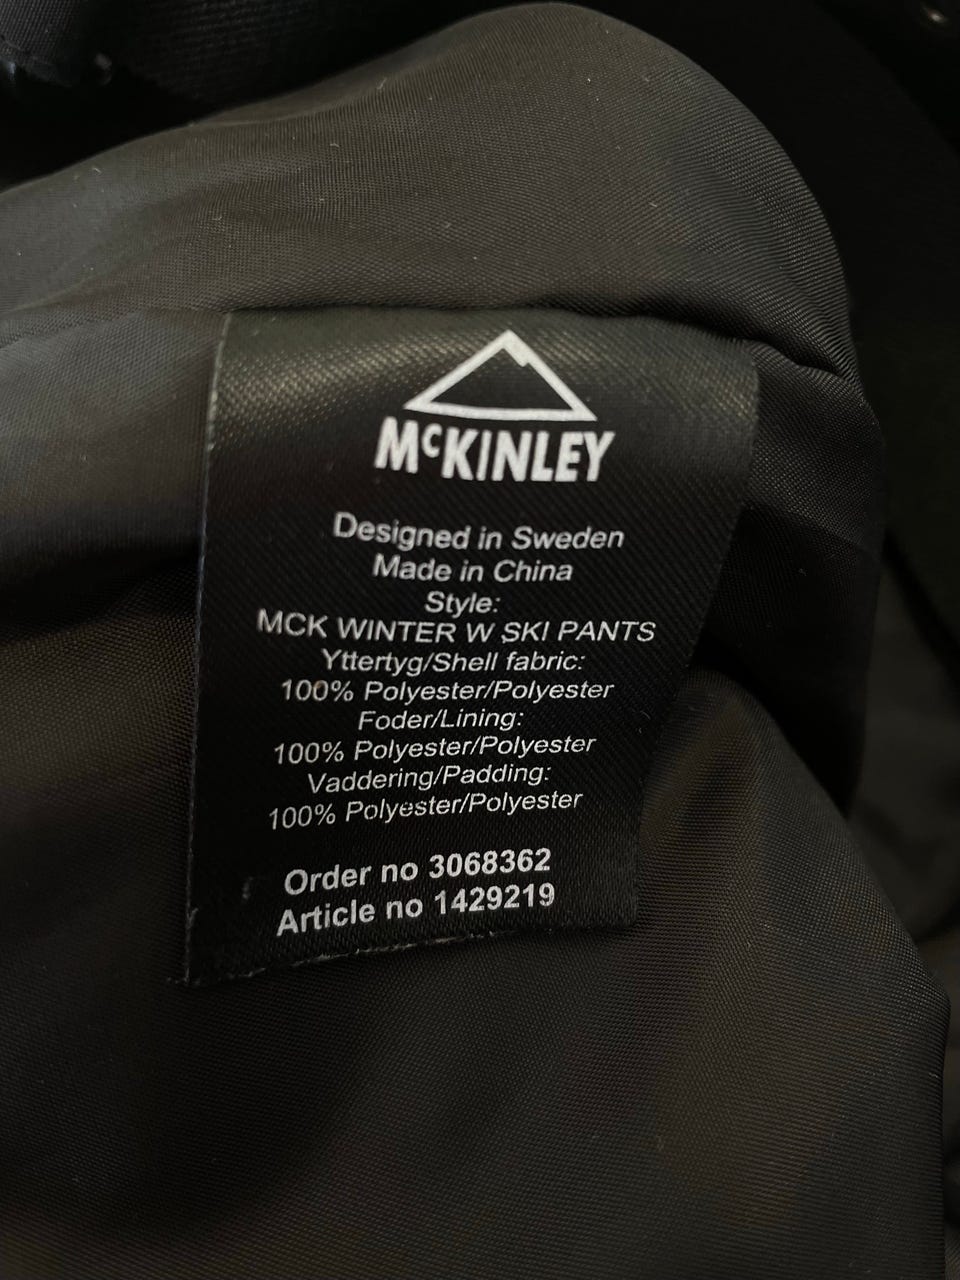 McKINLEY
Designed in Sweden
Made in China
Style:
MCK WINTER W SKI PANTS
Yttertyg/Shell fabric:
100% Polyester/Polyester
Foder/Lining:
100% Polyester/Polyester
Vaddering/Padding:
100% Polyester/Polyester
Order no 3068362
Article no 1429219